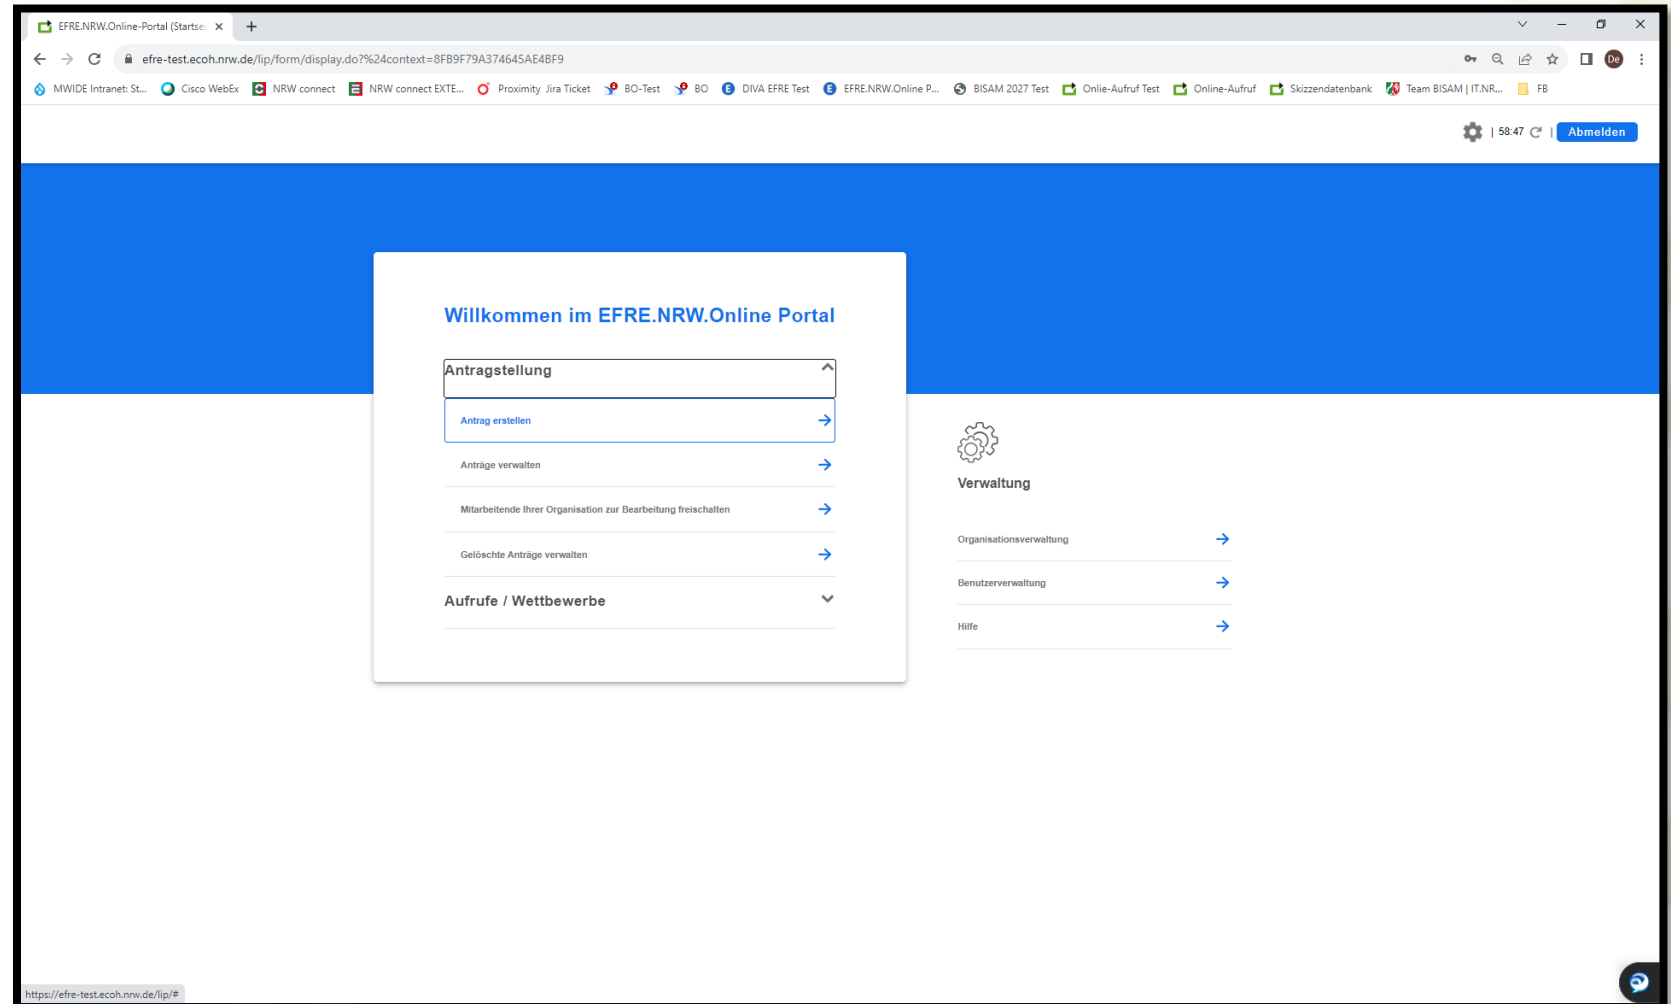 EFRE.NRW.Online-Portal (Startsei
efre-test.ecoh.nrw.de/lip/form/display.do?%24context=8FB9F79A374645AE4BF9
De
MWIDE Intranet: St... Cisco WebEx NRW connect NRW connect EXTE... Proximity Jira Ticket BO-Test BO DIVA EFRE Test EFRE.NRW.Online P... BISAM 2027 Test Onlie-Aufruf Test Online-Aufruf Skizzendatenbank Team BISAM | IT.NR... FB
| 58:47 | Abmelden
Willkommen im EFRE.NRW.Online Portal
Antragstellung
Antrag erstellen
Anträge verwalten
Mitarbeitende Ihrer Organisation zur Bearbeitung freischalten
Gelöschte Anträge verwalten
Aufrufe / Wettbewerbe
Verwaltung
Organisationsverwaltung
Benutzerverwaltung
Hilfe
https://efre-test.ecoh.nrw.de/lip/#